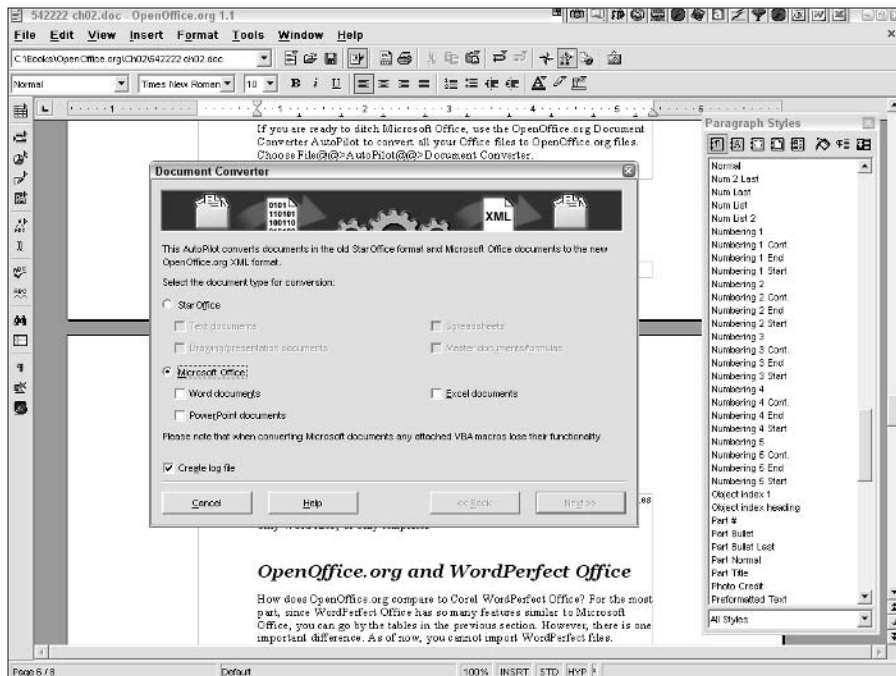 542222 ch02.doc - OpenOffice.org 1.1
File Edit View Insert Format Tools Window Help
C:\Books\OpenOffice org\Ch02\542222 ch02.doc
Normal Times New Roman 10 B i U
1 1 2 3 4 5 6
If you are ready to ditch Microsoft Office, use the OpenOffice.org Document
Converter AutoPilot to convert all your Office files to OpenOffice org files.
Choose File@@>AutoPilot@@>Document Converter.
Document Converter
0101
110101
100110
XML
This AutoPilot converts documents in the old StarOffice format and Microsoft Office documents to the new
OpenOffice.org XML format.
Select the document type for conversion:
StarOffice
Text documents Spreadsheets
Drawing/presentation documents Master documents/formulas
Microsoft Office
Word documents Excel documents
PowerPoint documents
Please note that when converting Microsoft documents any attached VBA macros lose their functionality.
Create log file
Cancel Help << Back Next >>
OpenOffice.org and WordPerfect Office
How does OpenOffice.org compare to Corel WordPerfect Office? For the most
part, since WordPerfect Office has so many features similar to Microsoft
Office, you can go by the tables in the previous section. However, there is one
important difference. As of now, you cannot import WordPerfect files.
Paragraph Styles
Normal
Num 2 Last
Num Last
Num List
Num List 2
Numbering 1
Numbering 1 Cont.
Numbering 1 End
Numbering 1 Start
Numbering 2
Numbering 2 Cont.
Numbering 2 End
Numbering 2 Start
Numbering 3
Numbering 3 Cont.
Numbering 3 End
Numbering 3 Start
Numbering 4
Numbering 4 Cont.
Numbering 4 End
Numbering 4 Start
Numbering 5
Numbering 5 Cont.
Numbering 5 End
Numbering 5 Start
Object index 1
Object index heading
Part #
Part Bullet
Part Bullet Last
Part Normal
Part Title
Photo Credit
Preformatted Text
All Styles
Page 6 / 8 Default 100% INSRT STD HYP